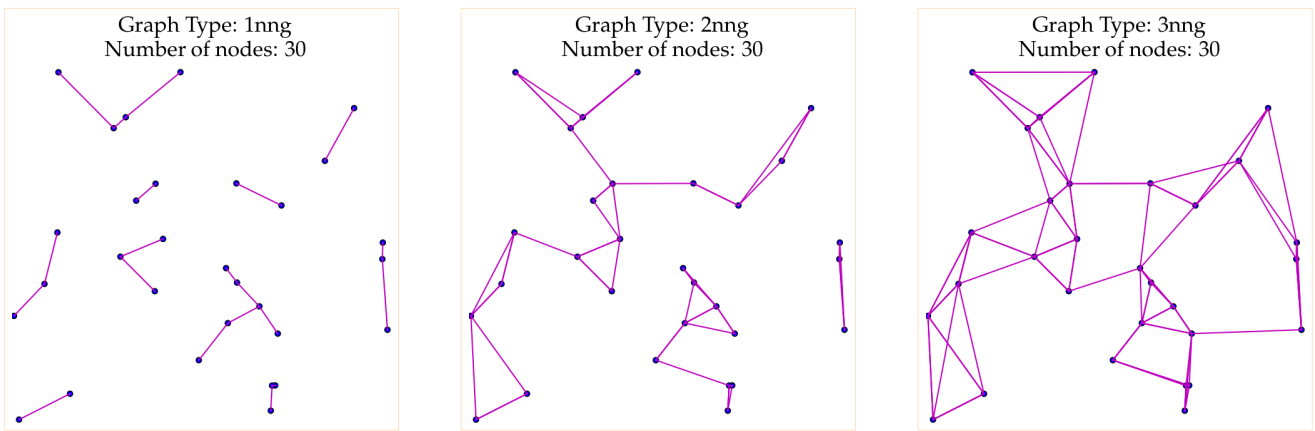 Graph Type: 1nng
Number of nodes: 30
Graph Type: 2nng
Number of nodes: 30
Graph Type: 3nng
Number of nodes: 30